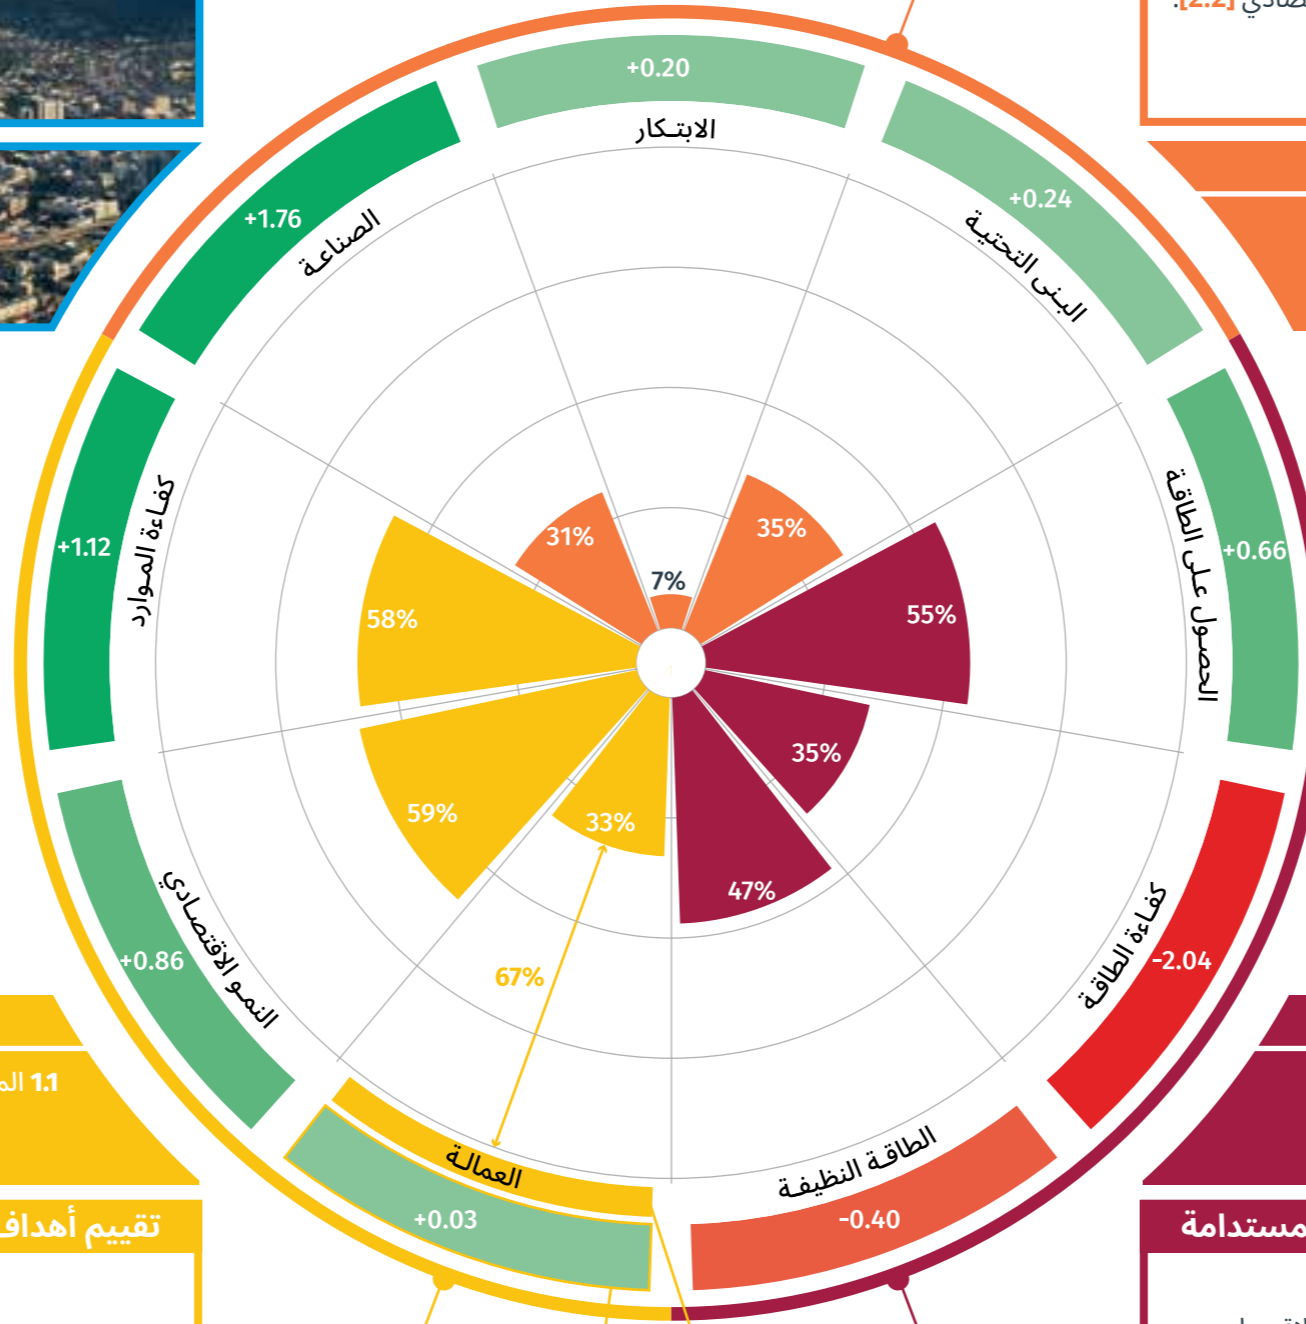 صادي [2.2].
+0.20
الابتكار
+0.24
البنى التحتية
+1.76
الصناعة
+0.66
الحصول على الطاقة
+1.12
كفاءة الموارد
31%
7%
35%
55%
58%
35%
59%
33%
47%
-2.04
كفاءة الطاقة
+0.86
النمو الاقتصادي
67%
-0.40
الطاقة النظيفة
العمالة
+0.03
1.1
تقييم أهداف
مستدامة